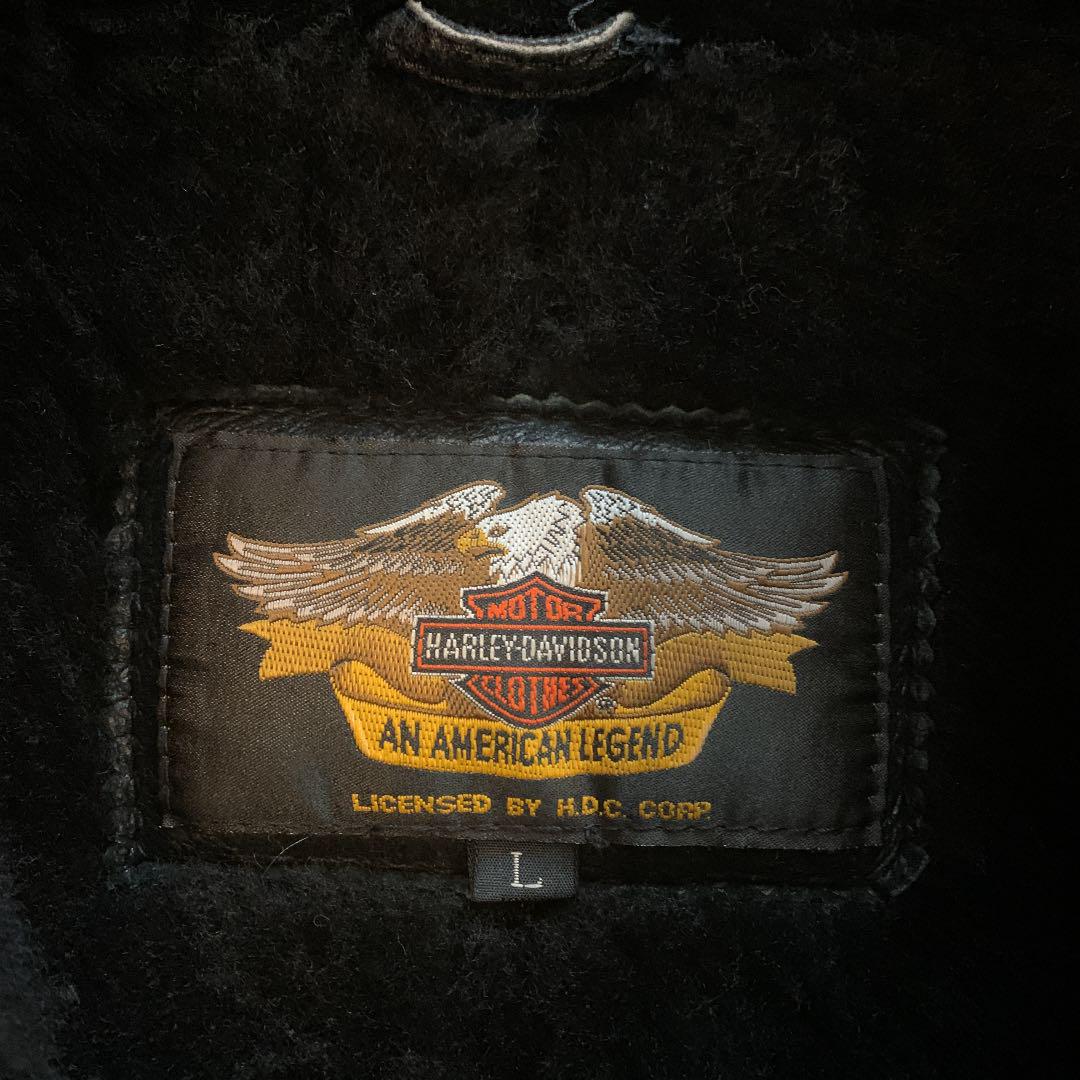 MOTOR
HARLEY-DAVIDSON
CLOTHES
®
AN AMERICAN LEGEND
LICENSED BY H.D.C. CORP.
L